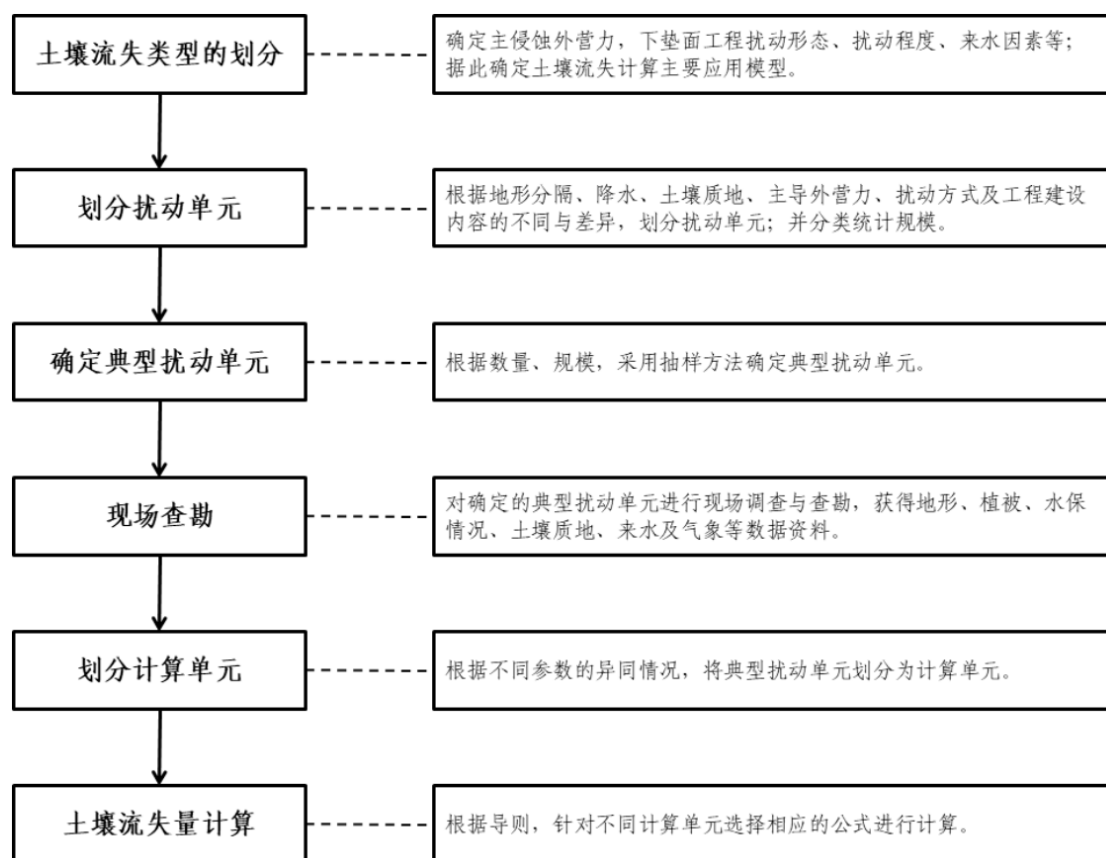 土壤流失类型的划分
确定主侵蚀外营力，下垫面工程扰动形态、扰动程度、来水因素等；
据此确定土壤流失计算主要应用模型。
划分扰动单元
根据地形分隔、降水、土壤质地、主导外营力、扰动方式及工程建设
内容的不同与差异，划分扰动单元；并分类统计规模。
确定典型扰动单元
根据数量、规模，采用抽样方法确定典型扰动单元。
现场查勘
对确定的典型扰动单元进行现场调查与查勘，获得地形、植被、水保
情况、土壤质地、来水及气象等数据资料。
划分计算单元
根据不同参数的异同情况，将典型扰动单元划分为计算单元。
土壤流失量计算
根据导则，针对不同计算单元选择相应的公式进行计算。